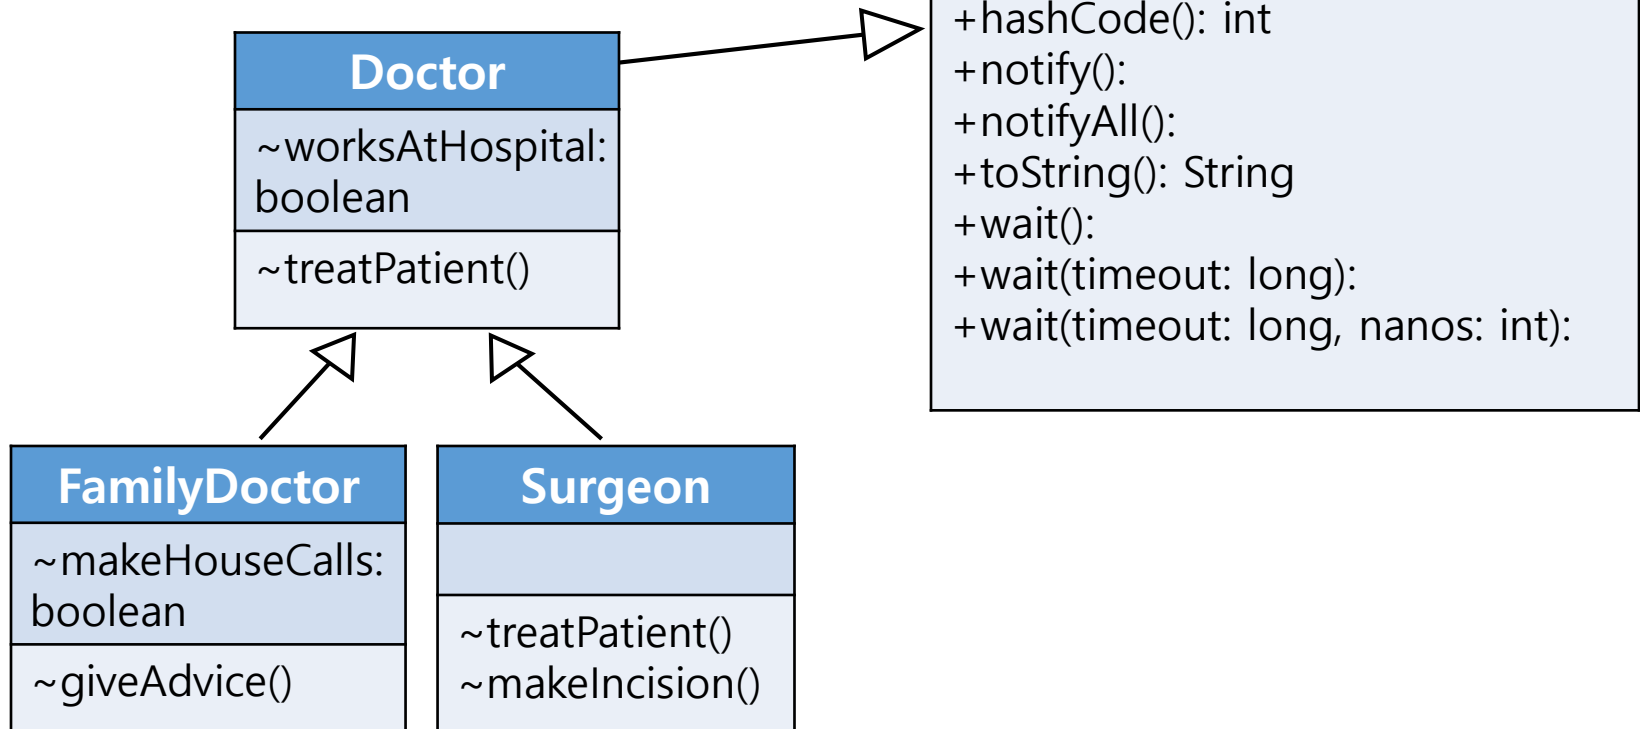 Doctor
~worksAtHospital:
boolean
~treatPatient()
+hashCode(): int
+notify():
+notifyAll():
+toString(): String
+wait():
+wait(timeout: long):
+wait(timeout: long, nanos: int):
FamilyDoctor
~makeHouseCalls:
boolean
~giveAdvice()
Surgeon
~treatPatient()
~makeIncision()